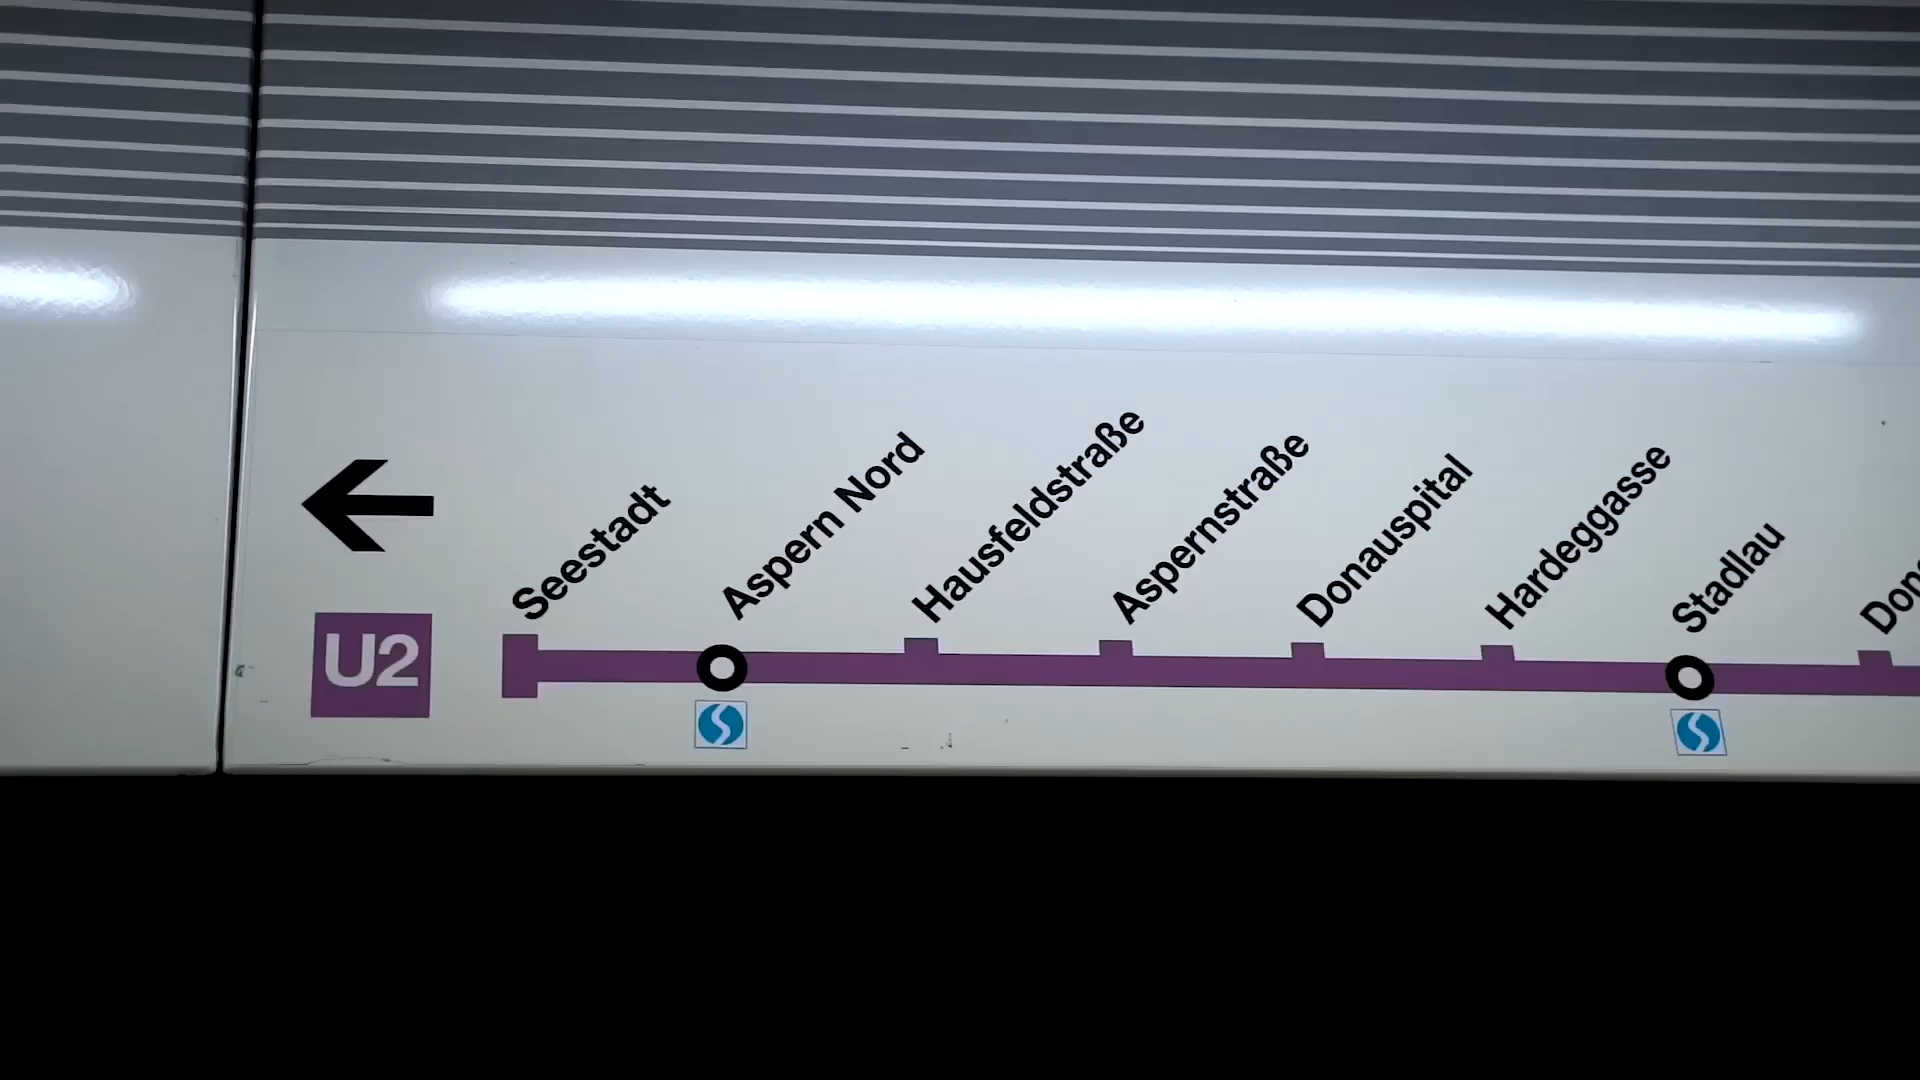 Seestadt
Aspern Nord
Hausfeldstraße
Aspernstraße
Donauspital
Hardeggasse
Stadlau
U2
S
S